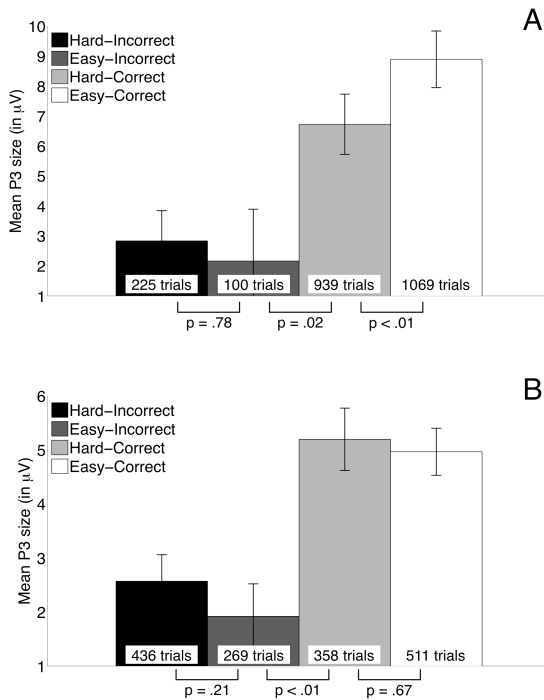 A
10
9
8
7
6
5
4
3
2
1
Mean P3 size (in μV)
Hard−Incorrect
Easy−Incorrect
Hard−Correct
Easy−Correct
225 trials 100 trials 939 trials 1069 trials
p = .78 p = .02 p < .01
B
6
5
4
3
2
1
Mean P3 size (in μV)
Hard−Incorrect
Easy−Incorrect
Hard−Correct
Easy−Correct
436 trials 269 trials 358 trials 511 trials
p = .21 p < .01 p = .67